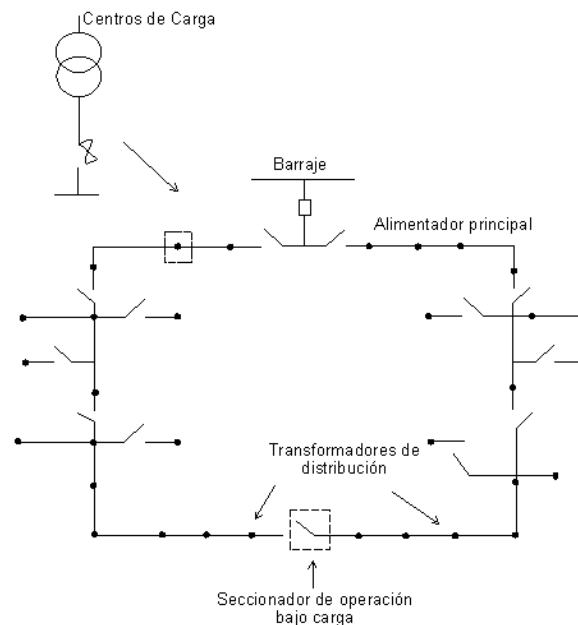 Centros de Carga
Barraje
Alimentador principal
Transformadores de
distribución
Seccionador de operación
bajo carga